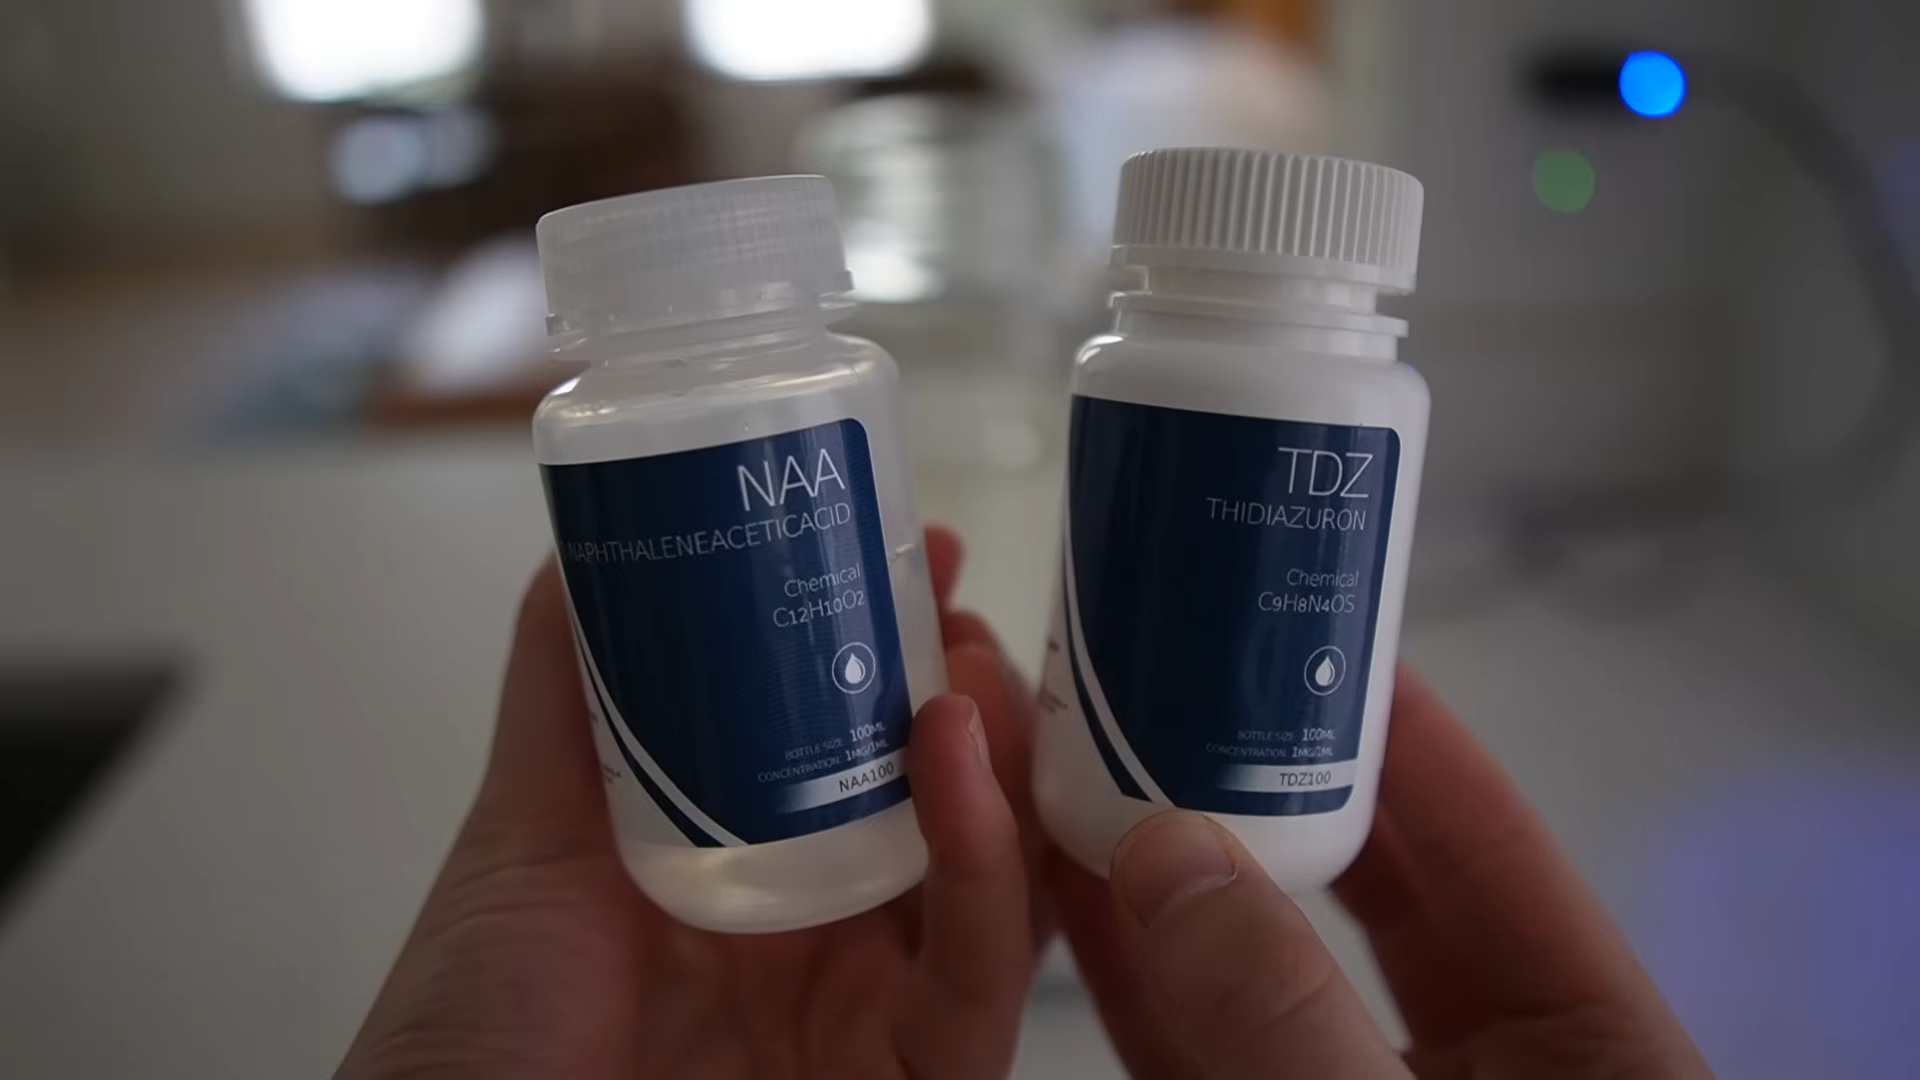 NAA
NAPHTHALENEACETICACID
Chemical
C12H10O2
BOTTLE SIZE: 100ML
CONCENTRATION: 1MG/1ML
NAA100
TDZ
THIDIAZURON
Chemical
C9H8N4OS
BOTTLE SIZE: 100ML
CONCENTRATION: 1MG/1ML
TDZ100